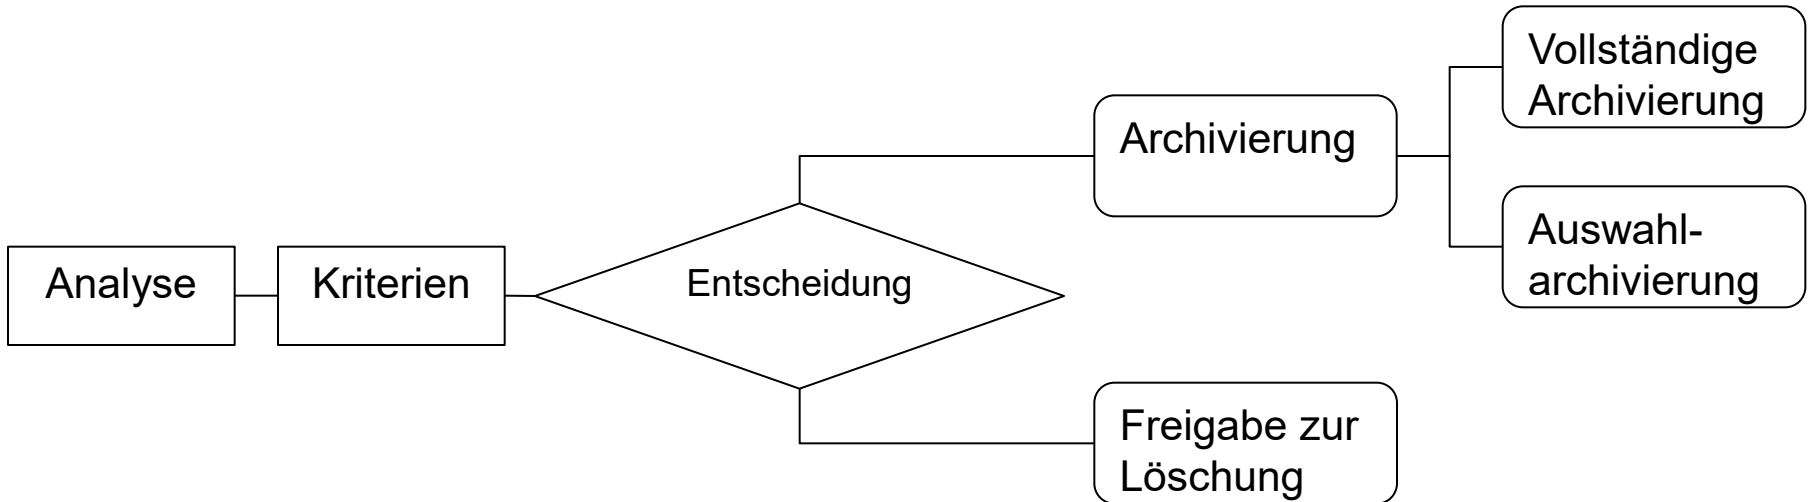 Analyse
Kriterien
Entscheidung
Archivierung
Vollständige
Archivierung
Auswahl-
archivierung
Freigabe zur
Löschung